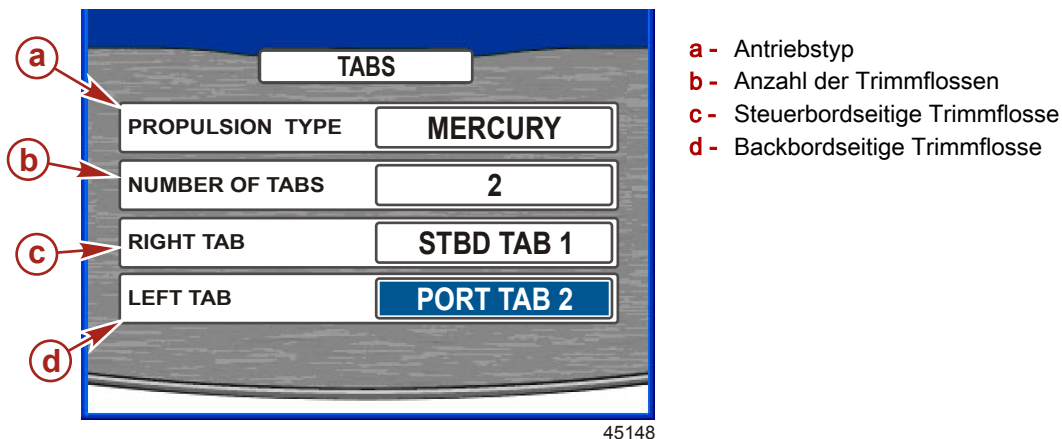 TABS
a
PROPULSION TYPE MERCURY
b
NUMBER OF TABS 2
c
RIGHT TAB STBD TAB 1
LEFT TAB PORT TAB 2
d
45148
a - Antriebstyp
b - Anzahl der Trimmflossen
c - Steuerbordseitige Trimmflosse
d - Backbordseitige Trimmflosse